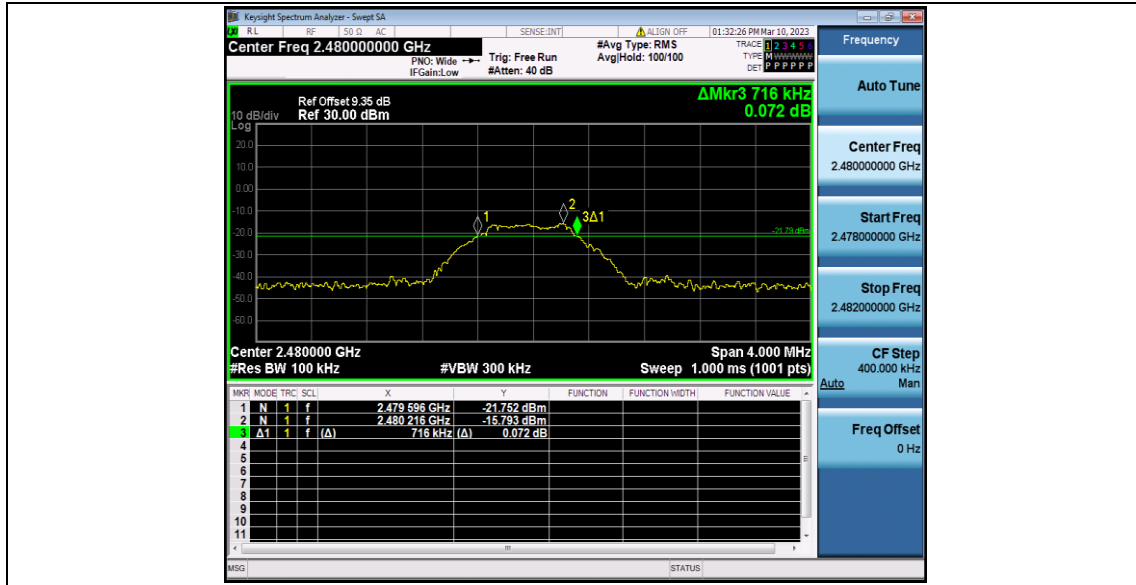 Keysight Spectrum Analyzer - Swept SA
RL RF 50 Ω AC SENSE:INT ALIGN OFF 01:32:26 PM Mar 10, 2023
Center Freq 2.480000000 GHz
PNO: Wide
IFGain:Low
Trig: Free Run
#Atten: 40 dB
#Avg Type: RMS
Avg|Hold: 100/100
TRACE 1 2 3 4 5 6
TYPE M WWWWW
DET P P P P P P
Ref Offset 9.35 dB
10 dB/div Ref 30.00 dBm
Log
ΔMkr3 716 kHz
0.072 dB
20.0
10.0
0.00
-10.0
-20.0
-30.0
-40.0
-50.0
-60.0
1
2
3Δ1
-21.79 dBm
Center 2.480000 GHz Span 4.000 MHz
#Res BW 100 kHz #VBW 300 kHz Sweep 1.000 ms (1001 pts)
MKR MODE TRC SCL X Y FUNCTION FUNCTION WIDTH FUNCTION VALUE
1 N 1 f 2.479 596 GHz -21.752 dBm
2 N 1 f 2.480 216 GHz -15.793 dBm
3 Δ1 1 f (Δ) 716 kHz (Δ) 0.072 dB
4
5
6
7
8
9
10
11
MSG STATUS
Frequency
Auto Tune
Center Freq
2.480000000 GHz
Start Freq
2.478000000 GHz
Stop Freq
2.482000000 GHz
CF Step
400.000 kHz
Auto Man
Freq Offset
0 Hz